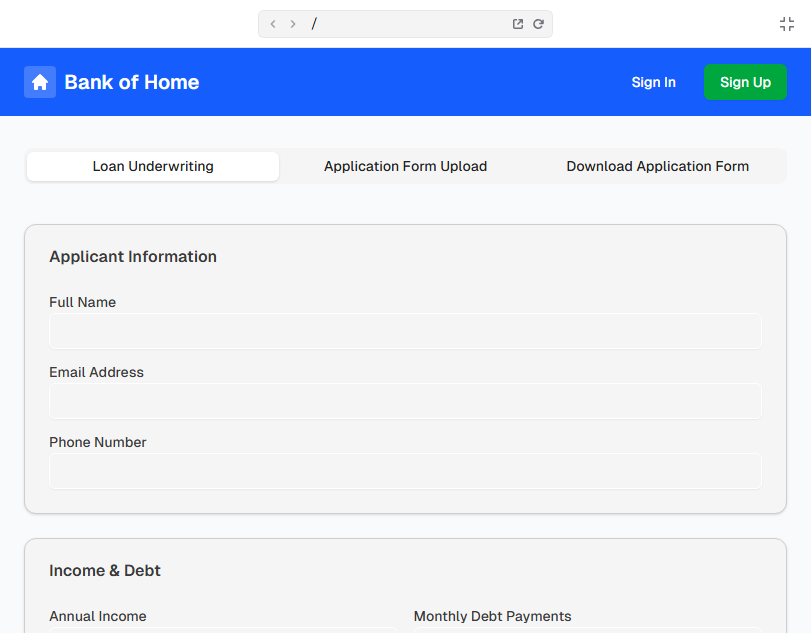 /
Bank of Home
Sign In
Sign Up
Loan Underwriting
Application Form Upload
Download Application Form
Applicant Information
Full Name
Email Address
Phone Number
Income & Debt
Annual Income
Monthly Debt Payments